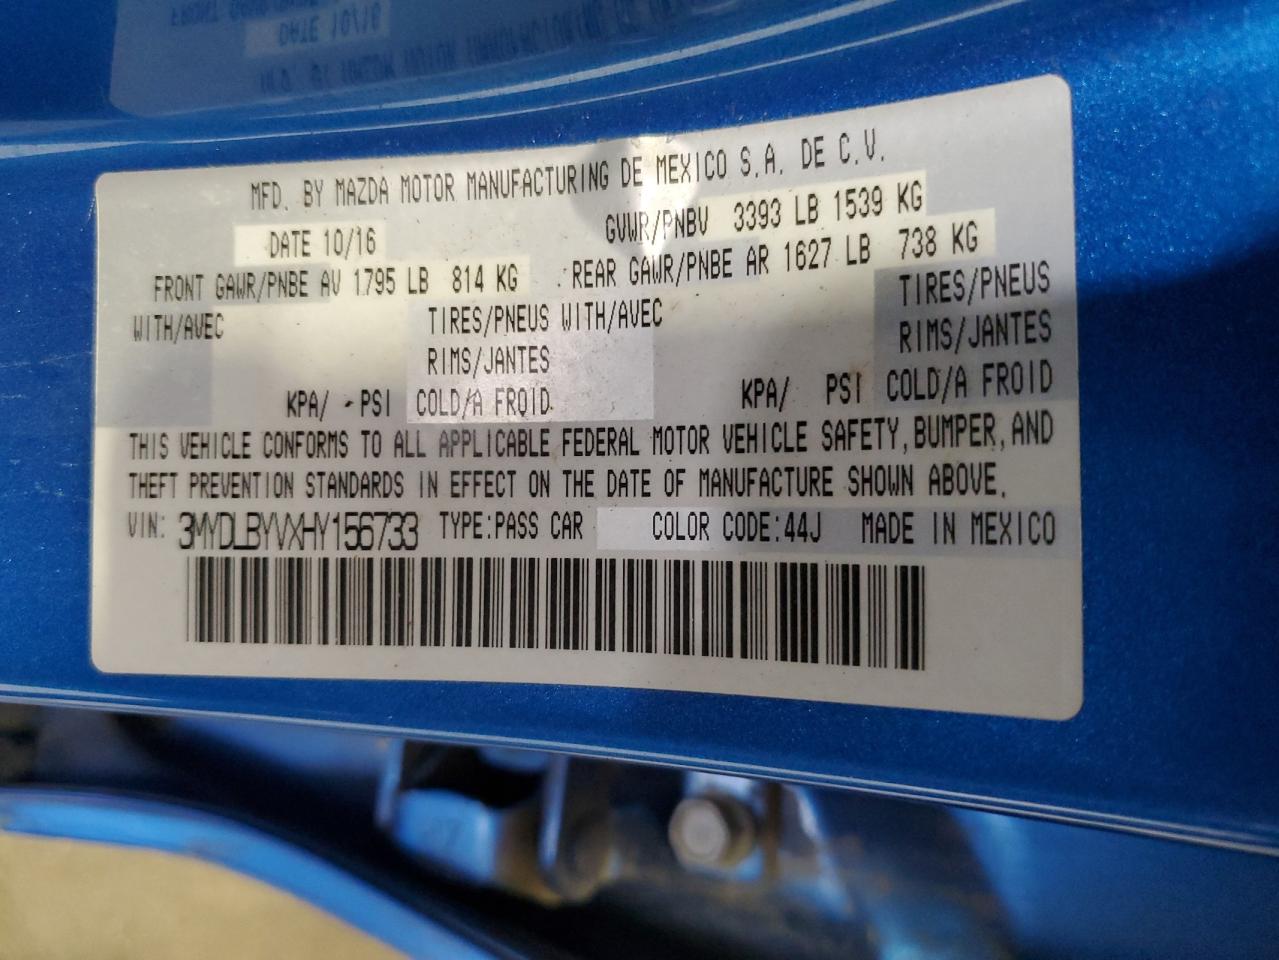 MFD. BY MAZDA MOTOR MANUFACTURING DE MEXICO S.A. DE C.V.
DATE 10/16 GVWR/PNBV 3393 LB 1539 KG
FRONT GAWR/PNBE AV 1795 LB 814 KG REAR GAWR/PNBE AR 1627 LB 738 KG
WITH/AVEC TIRES/PNEUS WITH/AVEC TIRES/PNEUS
RIMS/JANTES RIMS/JANTES
KPA/ PSI COLD/A FROID KPA/ PSI COLD/A FROID
THIS VEHICLE CONFORMS TO ALL APPLICABLE FEDERAL MOTOR VEHICLE SAFETY, BUMPER, AND
THEFT PREVENTION STANDARDS IN EFFECT ON THE DATE OF MANUFACTURE SHOWN ABOVE.
VIN: 3MYDLBYVXHY156733 TYPE:PASS CAR COLOR CODE:44J MADE IN MEXICO